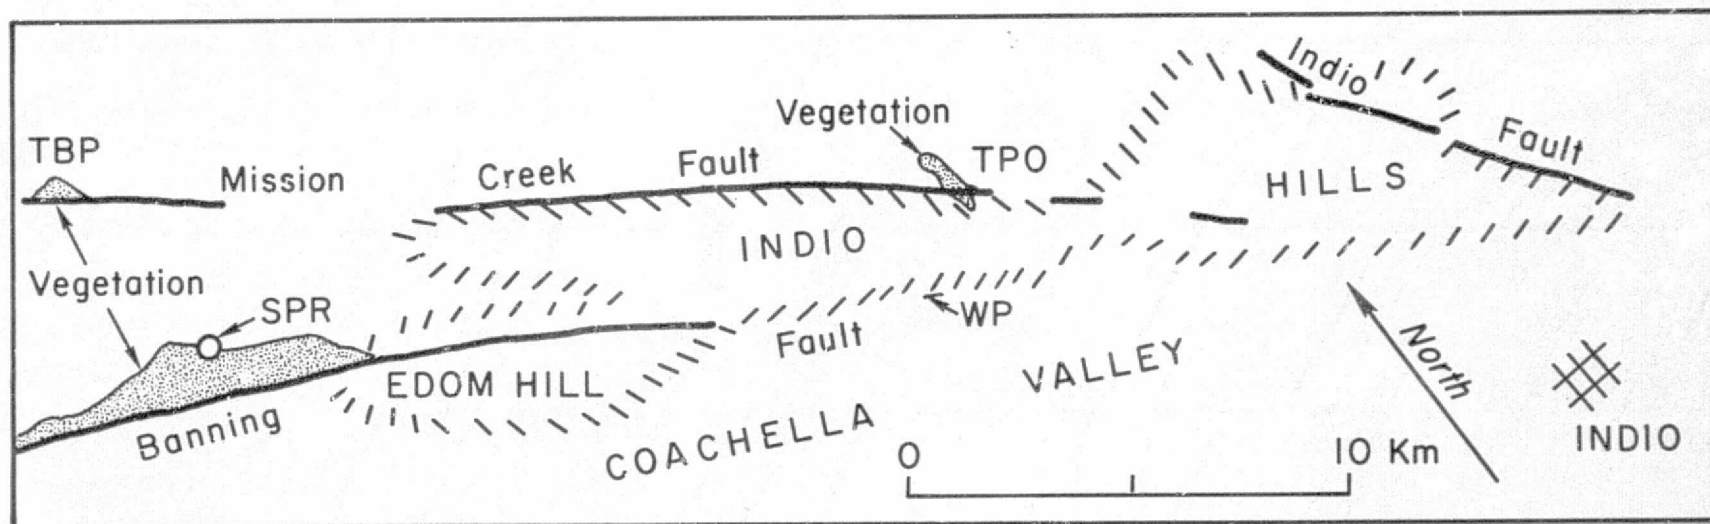 Indio
Fault
Vegetation
TBP
Mission
Creek
Fault
TPO
HILLS
INDIO
Vegetation
SPR
WP
Fault
EDOM HILL
VALLEY
North
Banning
COACHELLA
0
10 Km
INDIO